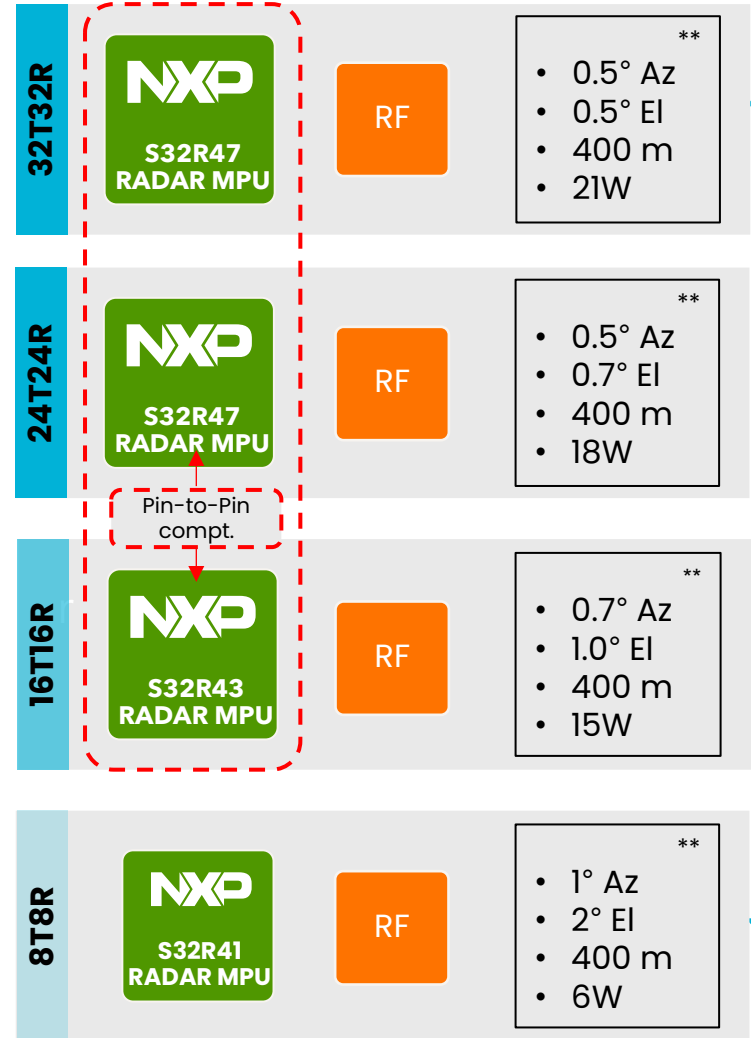 32T32R
NXP
S32R47
RADAR MPU
RF
**
• 0.5° Az
• 0.5° El
• 400 m
• 21W
24T24R
NXP
S32R47
RADAR MPU
RF
**
• 0.5° Az
• 0.7° El
• 400 m
• 18W
Pin-to-Pin
compt.
16T16R
r
NXP
S32R43
RADAR MPU
RF
**
• 0.7° Az
• 1.0° El
• 400 m
• 15W
8T8R
NXP
S32R41
RADAR MPU
RF
**
• 1° Az
• 2° El
• 400 m
• 6W